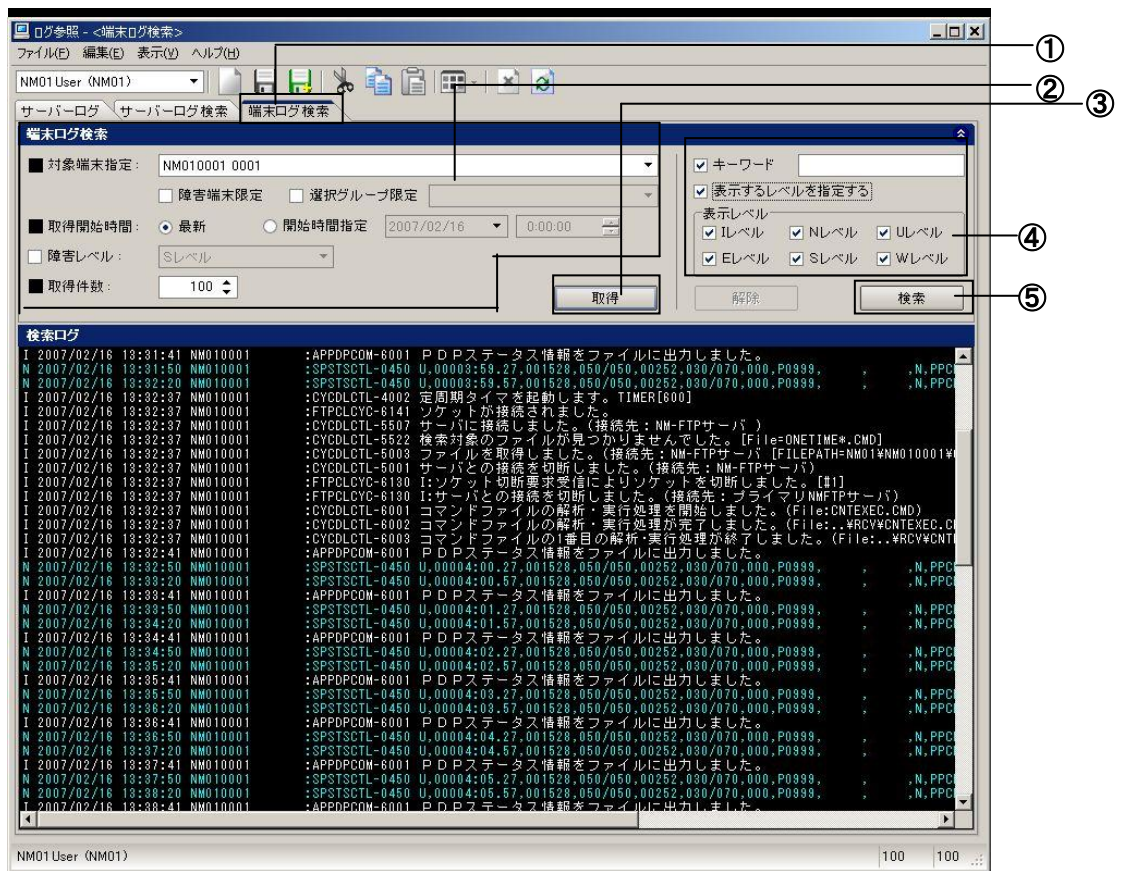 ログ参照 - <端末ログ検索>
ファイル(F) 編集(E) 表示(V) ヘルプ(H)
①
NM01User (NM01)
②
③
サーバーログ サーバーログ検索 端末ログ検索
端末ログ検索
■ 対象端末指定: NM010001 0001
障害端末限定 選択グループ限定
■ 取得開始時間: 最新 開始時間指定 2007/02/16 0:00:00
障害レベル: Sレベル
■ 取得件数: 100
取得
キーワード
表示するレベルを指定する
表示レベル
Iレベル Nレベル Uレベル
④
Eレベル Sレベル Wレベル
解除 検索
⑤
検索ログ
I 2007/02/16 13:31:41 NM010001 :APPDPCOM-6001 PDPステータス情報をファイルに出力しました。
N 2007/02/16 13:31:50 NM010001 :SPSTSCTL-0450 U,00003:59.27,001528,050/050,00252,030/070,000,P0999, , ,N,PPC
N 2007/02/16 13:32:20 NM010001 :SPSTSCTL-0450 U,00003:59.57,001528,050/050,00252,030/070,000,P0999, , ,N,PPC
I 2007/02/16 13:32:37 NM010001 :CYCDLCTL-4002 定周期タイマを起動します。TIMER[600]
I 2007/02/16 13:32:37 NM010001 :FTPCLCYC-6141 ソケットが接続されました。
I 2007/02/16 13:32:37 NM010001 :CYCDLCTL-5507 サーバに接続しました。(接続先:NM-FTPサーバ )
I 2007/02/16 13:32:37 NM010001 :CYCDLCTL-5522 検索対象のファイルが見つかりませんでした。[File=ONETIME*.CMD]
I 2007/02/16 13:32:37 NM010001 :CYCDLCTL-5003 ファイルを取得しました。(接続先:NM-FTPサーバ [FILEPATH=NM01¥NM010001¥
I 2007/02/16 13:32:37 NM010001 :CYCDLCTL-5001 サーバとの接続を切断しました。(接続先:NM-FTPサーバ)
I 2007/02/16 13:32:37 NM010001 :FTPCLCYC-6130 I:ソケット切断要求受信によりソケットを切断しました。[#1]
I 2007/02/16 13:32:37 NM010001 :FTPCLCYC-6130 I:サーバとの接続を切断しました。(接続先:プライマリNMFTPサーバ)
I 2007/02/16 13:32:37 NM010001 :CYCDLCTL-6001 コマンドファイルの解析・実行処理を開始しました。(File:CNTEXEC.CMD)
I 2007/02/16 13:32:37 NM010001 :CYCDLCTL-6002 コマンドファイルの解析・実行処理が完了しました。(File:..¥RCV¥CNTEXEC.C
I 2007/02/16 13:32:37 NM010001 :CYCDLCTL-6003 コマンドファイルの1番目の解析・実行処理が終了しました。(File:..¥RCV¥CNT
I 2007/02/16 13:32:41 NM010001 :APPDPCOM-6001 PDPステータス情報をファイルに出力しました。
N 2007/02/16 13:32:50 NM010001 :SPSTSCTL-0450 U,00004:00.27,001528,050/050,00252,030/070,000,P0999, , ,N,PPC
N 2007/02/16 13:33:20 NM010001 :SPSTSCTL-0450 U,00004:00.57,001528,050/050,00252,030/070,000,P0999, , ,N,PPC
I 2007/02/16 13:33:41 NM010001 :APPDPCOM-6001 PDPステータス情報をファイルに出力しました。
N 2007/02/16 13:33:50 NM010001 :SPSTSCTL-0450 U,00004:01.27,001528,050/050,00252,030/070,000,P0999, , ,N,PPC
N 2007/02/16 13:34:20 NM010001 :SPSTSCTL-0450 U,00004:01.57,001528,050/050,00252,030/070,000,P0999, , ,N,PPC
I 2007/02/16 13:34:41 NM010001 :APPDPCOM-6001 PDPステータス情報をファイルに出力しました。
N 2007/02/16 13:34:50 NM010001 :SPSTSCTL-0450 U,00004:02.27,001528,050/050,00252,030/070,000,P0999, , ,N,PPC
N 2007/02/16 13:35:20 NM010001 :SPSTSCTL-0450 U,00004:02.57,001528,050/050,00252,030/070,000,P0999, , ,N,PPC
I 2007/02/16 13:35:41 NM010001 :APPDPCOM-6001 PDPステータス情報をファイルに出力しました。
N 2007/02/16 13:35:50 NM010001 :SPSTSCTL-0450 U,00004:03.27,001528,050/050,00252,030/070,000,P0999, , ,N,PPC
N 2007/02/16 13:36:20 NM010001 :SPSTSCTL-0450 U,00004:03.57,001528,050/050,00252,030/070,000,P0999, , ,N,PPC
I 2007/02/16 13:36:41 NM010001 :APPDPCOM-6001 PDPステータス情報をファイルに出力しました。
N 2007/02/16 13:36:50 NM010001 :SPSTSCTL-0450 U,00004:04.27,001528,050/050,00252,030/070,000,P0999, , ,N,PPC
N 2007/02/16 13:37:20 NM010001 :SPSTSCTL-0450 U,00004:04.57,001528,050/050,00252,030/070,000,P0999, , ,N,PPC
I 2007/02/16 13:37:41 NM010001 :APPDPCOM-6001 PDPステータス情報をファイルに出力しました。
N 2007/02/16 13:37:50 NM010001 :SPSTSCTL-0450 U,00004:05.27,001528,050/050,00252,030/070,000,P0999, , ,N,PPC
N 2007/02/16 13:38:20 NM010001 :SPSTSCTL-0450 U,00004:05.57,001528,050/050,00252,030/070,000,P0999, , ,N,PPC
I 2007/02/16 13:38:41 NM010001 :APPDPCOM-6001 PDPステータス情報をファイルに出力しました。
NM01User (NM01) 100 100